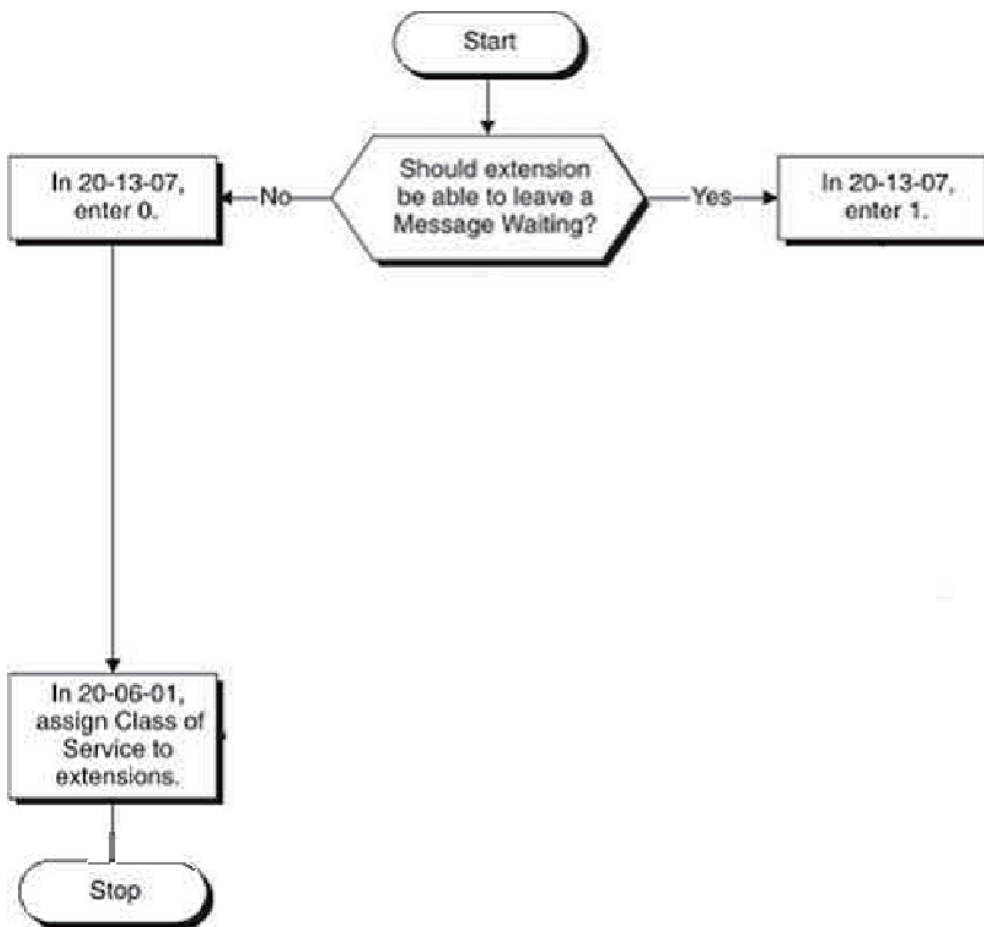 Start
Should extension
be able to leave a
Message Waiting?
No
Yes
In 20-13-07,
enter 0.
In 20-13-07,
enter 1.
In 20-06-01,
assign Class of
Service to
extensions.
Stop